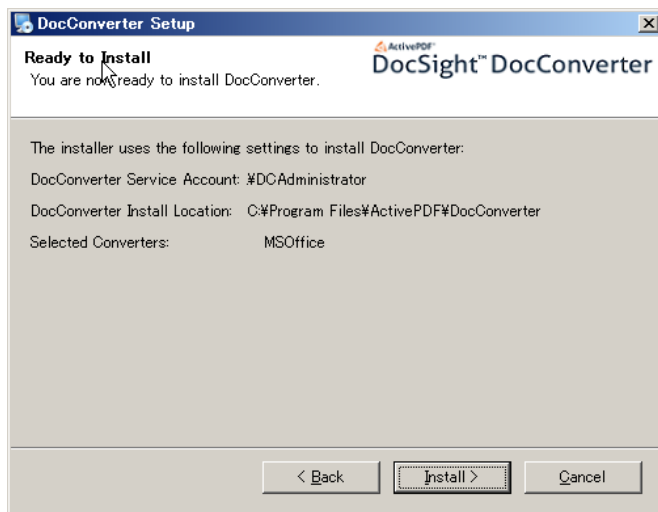 DocConverter Setup
Ready to Install
You are now ready to install DocConverter.
ActivePDF®
DocSight™ DocConverter
The installer uses the following settings to install DocConverter:
DocConverter Service Account: .¥DCAdministrator
DocConverter Install Location: C:¥Program Files¥ActivePDF¥DocConverter
Selected Converters: MSOffice
< Back Install > Cancel